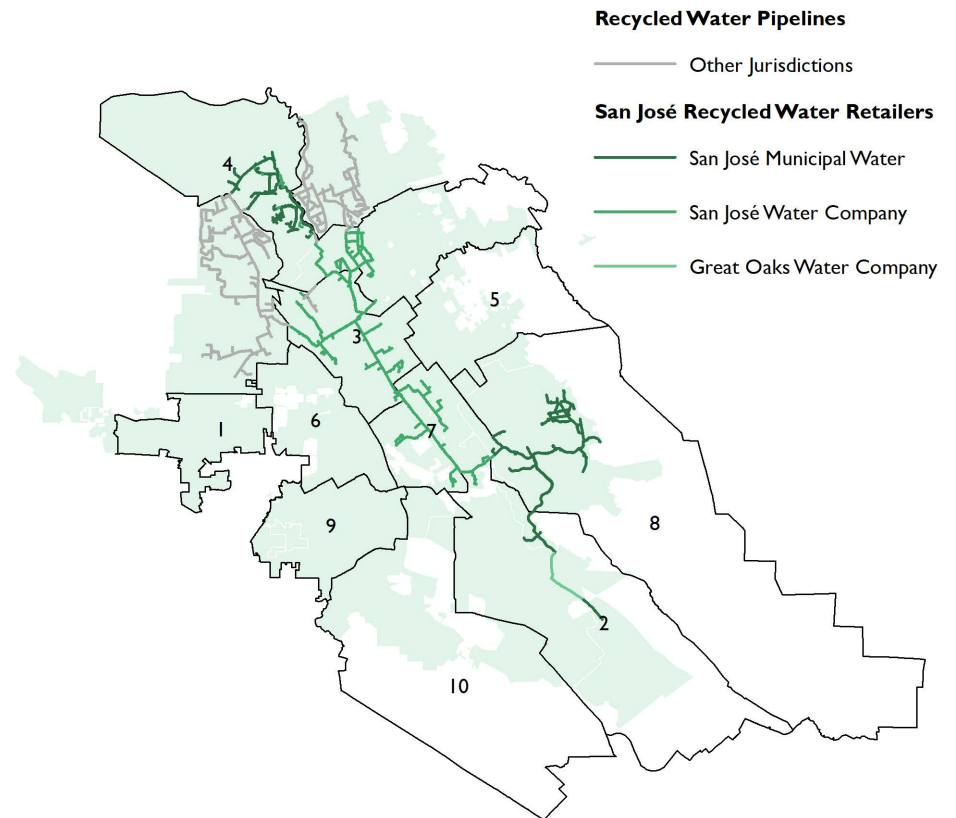 Recycled Water Pipelines
Other Jurisdictions
San José Recycled Water Retailers
San José Municipal Water
San José Water Company
Great Oaks Water Company
4
5
3
1
6
7
9
8
2
10